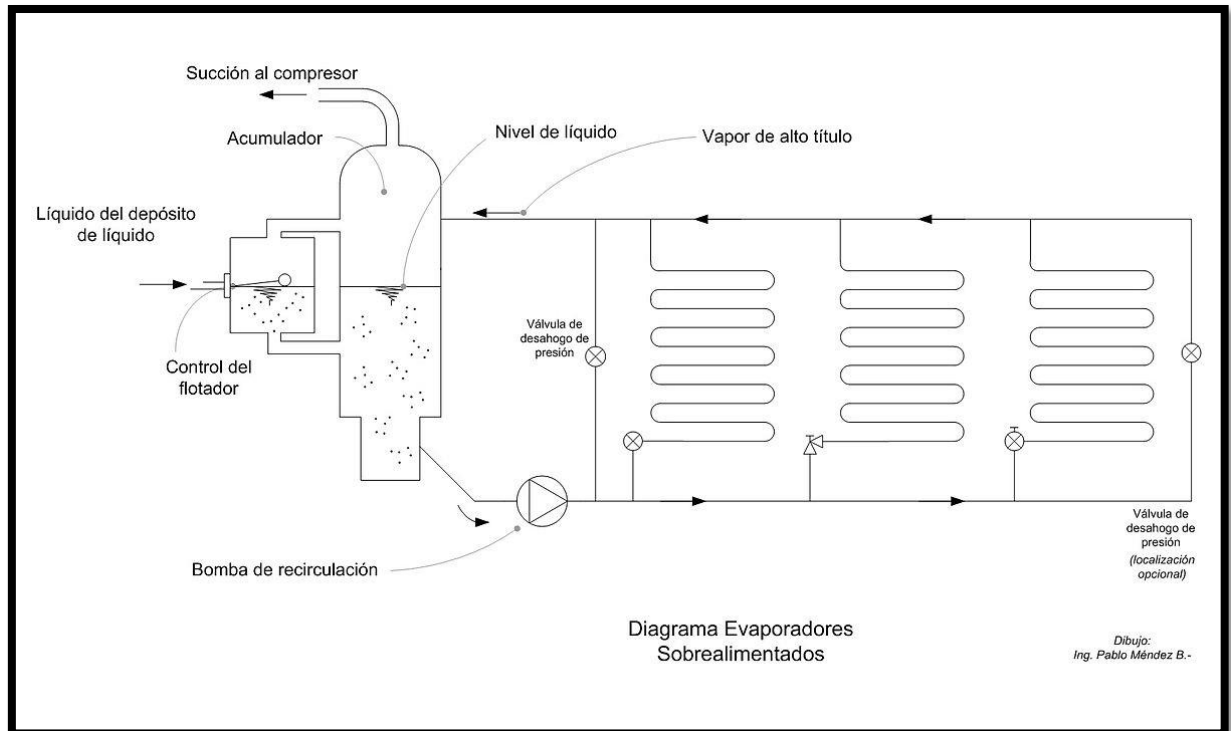 Succión al compresor
Acumulador
Nivel de líquido
Vapor de alto título
Líquido del depósito
de líquido
Control del
flotador
Válvula de
desahogo de
presión
Bomba de recirculación
Válvula de
desahogo de
presión
(localización
opcional)
Diagrama Evaporadores
Sobrealimentados
Dibujo:
Ing. Pablo Méndez B.-